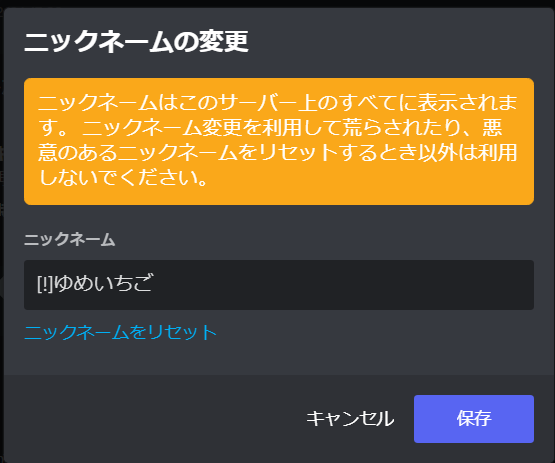 ニックネームの変更
ニックネームはこのサーバー上のすべてに表示されま
す。 ニックネーム変更を利用して荒らされたり、悪
意のあるニックネームをリセットするとき以外は利用
しないでください。
ニックネーム
[!]ゆめいちご
ニックネームをリセット
キャンセル 保存